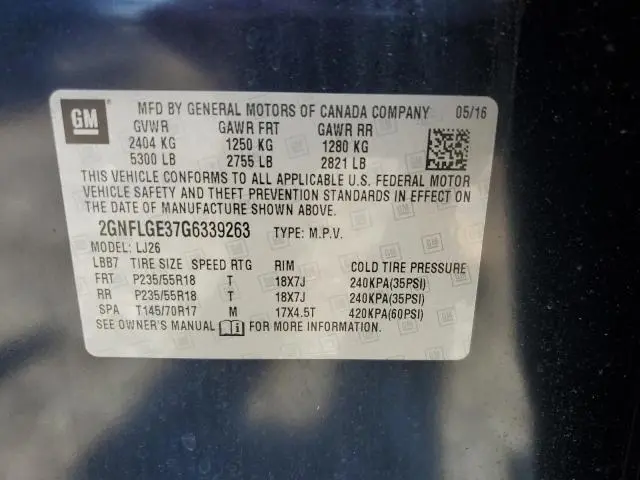 GM
MFD BY GENERAL MOTORS OF CANADA COMPANY 05/16
GVWR GAWR FRT GAWR RR
2404 KG 1250 KG 1280 KG
5300 LB 2755 LB 2821 LB
THIS VEHICLE CONFORMS TO ALL APPLICABLE U.S. FEDERAL MOTOR
VEHICLE SAFETY AND THEFT PREVENTION STANDARDS IN EFFECT ON THE
DATE OF MANUFACTURE SHOWN ABOVE.
2GNFLGE37G6339263 TYPE: M.P.V.
MODEL: LJ26
LBB7 TIRE SIZE SPEED RTG RIM COLD TIRE PRESSURE
FRT P235/55R18 T 18X7J 240KPA(35PSI)
RR P235/55R18 T 18X7J 240KPA(35PSI)
SPA T145/70R17 M 17X4.5T 420KPA(60PSI)
SEE OWNER'S MANUAL FOR MORE INFORMATION.